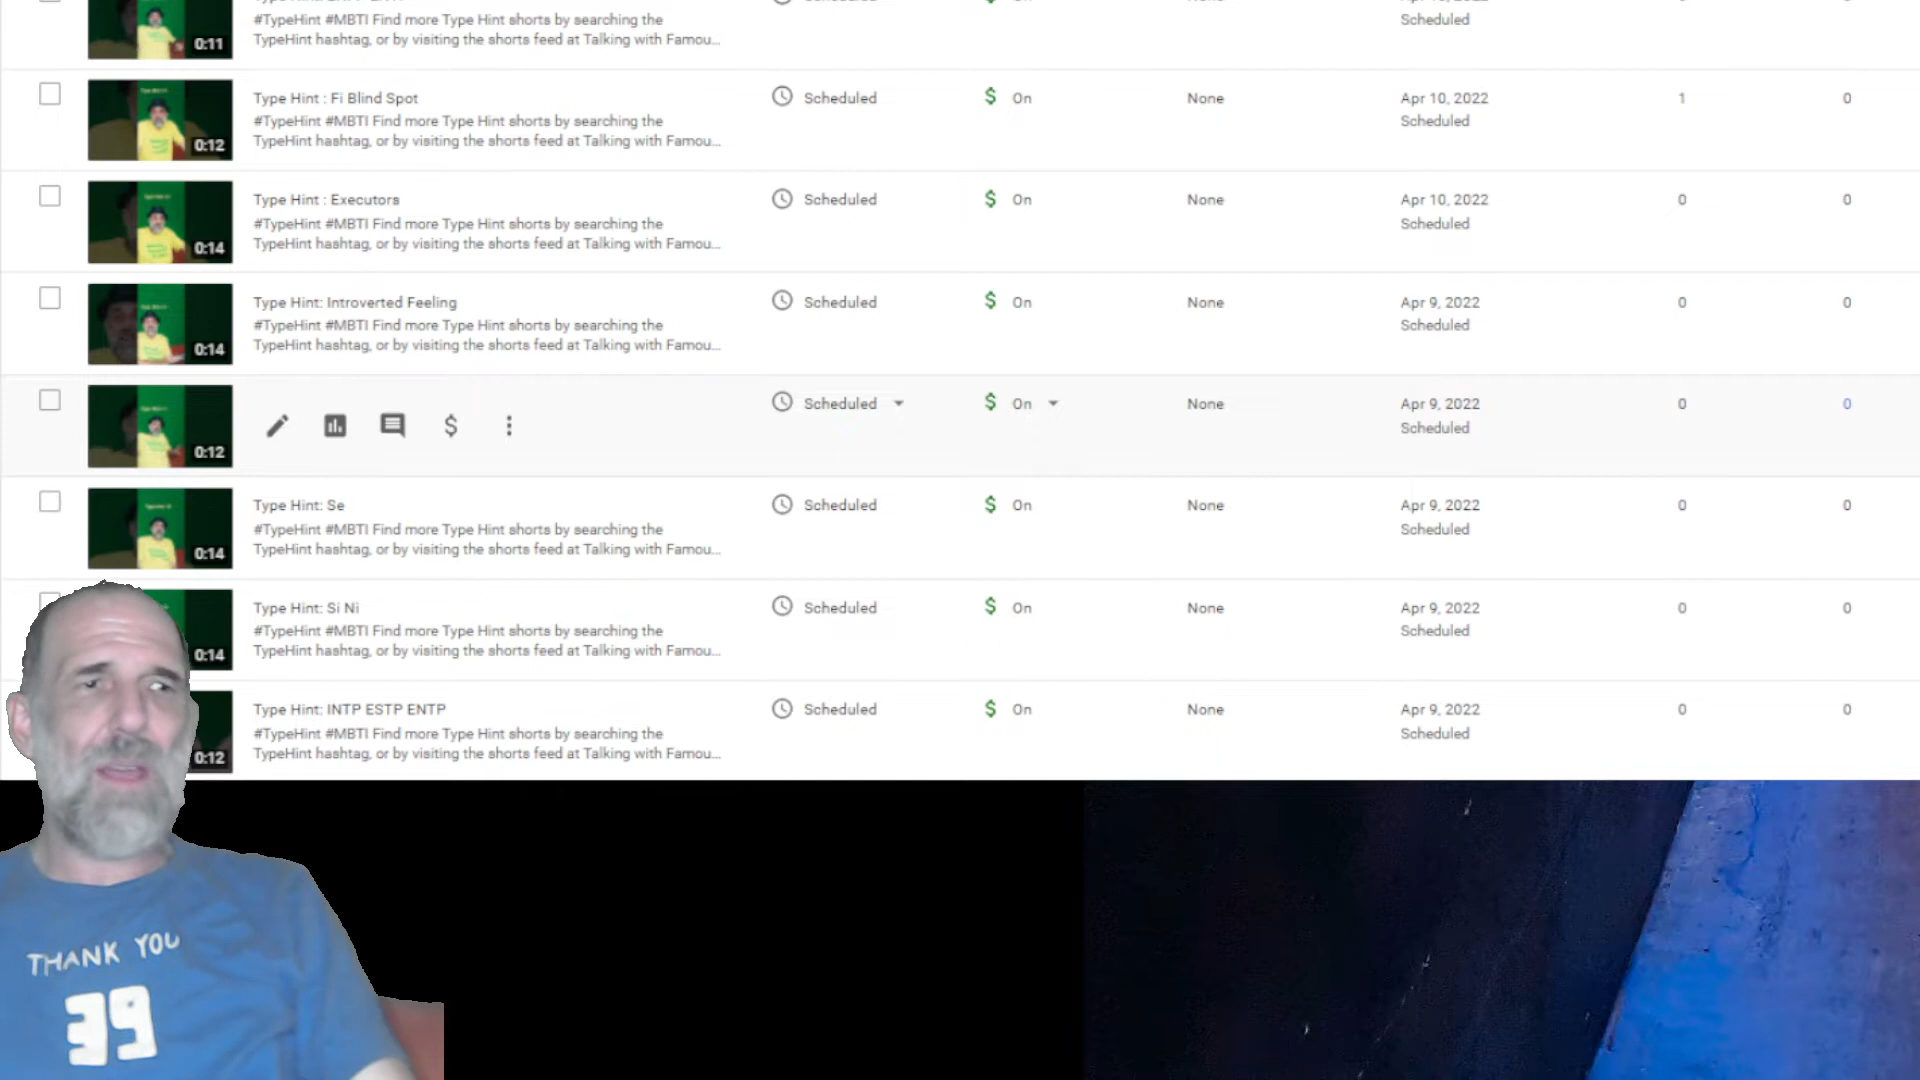 #TypeHint #MBTI Find more Type Hint shorts by searching the
Scheduled
TypeHint hashtag, or by visiting the shorts feed at Talking with Famou...
0:11
Type Hint : Fi Blind Spot
Scheduled
$ On
None
Apr 10, 2022
1
0
#TypeHint #MBTI Find more Type Hint shorts by searching the
Scheduled
TypeHint hashtag, or by visiting the shorts feed at Talking with Famou...
0:12
Type Hint : Executors
Scheduled
$ On
None
Apr 10, 2022
0
0
#TypeHint #MBTI Find more Type Hint shorts by searching the
Scheduled
TypeHint hashtag, or by visiting the shorts feed at Talking with Famou...
0:14
Type Hint: Introverted Feeling
Scheduled
$ On
None
Apr 9, 2022
0
0
#TypeHint #MBTI Find more Type Hint shorts by searching the
Scheduled
TypeHint hashtag, or by visiting the shorts feed at Talking with Famou...
0:14
Scheduled
$ On
None
Apr 9, 2022
0
0
$
Scheduled
0:12
Type Hint: Se
Scheduled
$ On
None
Apr 9, 2022
0
0
#TypeHint #MBTI Find more Type Hint shorts by searching the
Scheduled
TypeHint hashtag, or by visiting the shorts feed at Talking with Famou...
0:14
Type Hint: Si Ni
Scheduled
$ On
None
Apr 9, 2022
0
0
#TypeHint #MBTI Find more Type Hint shorts by searching the
Scheduled
TypeHint hashtag, or by visiting the shorts feed at Talking with Famou...
0:14
Type Hint: INTP ESTP ENTP
Scheduled
$ On
None
Apr 9, 2022
0
0
#TypeHint #MBTI Find more Type Hint shorts by searching the
Scheduled
TypeHint hashtag, or by visiting the shorts feed at Talking with Famou...
0:12
THANK YOU
39